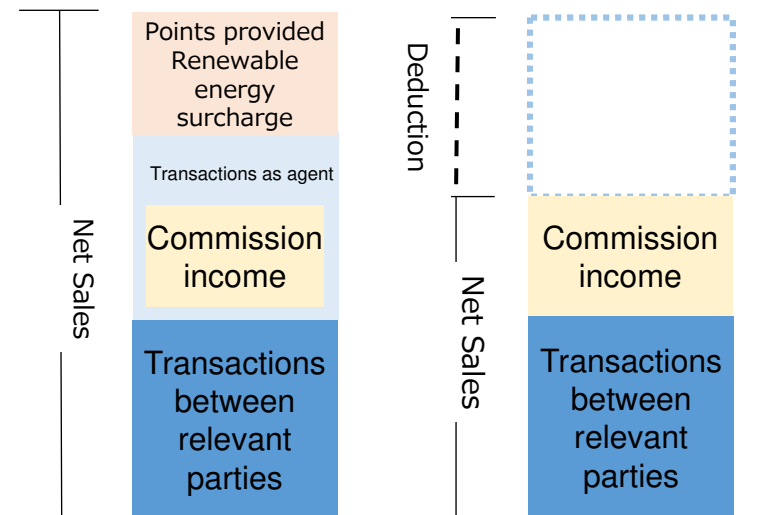 Net Sales
Points provided
Renewable
energy
surcharge
Transactions as agent
Commission
income
Transactions
between
relevant
parties
Deduction
Net Sales
Commission
income
Transactions
between
relevant
parties